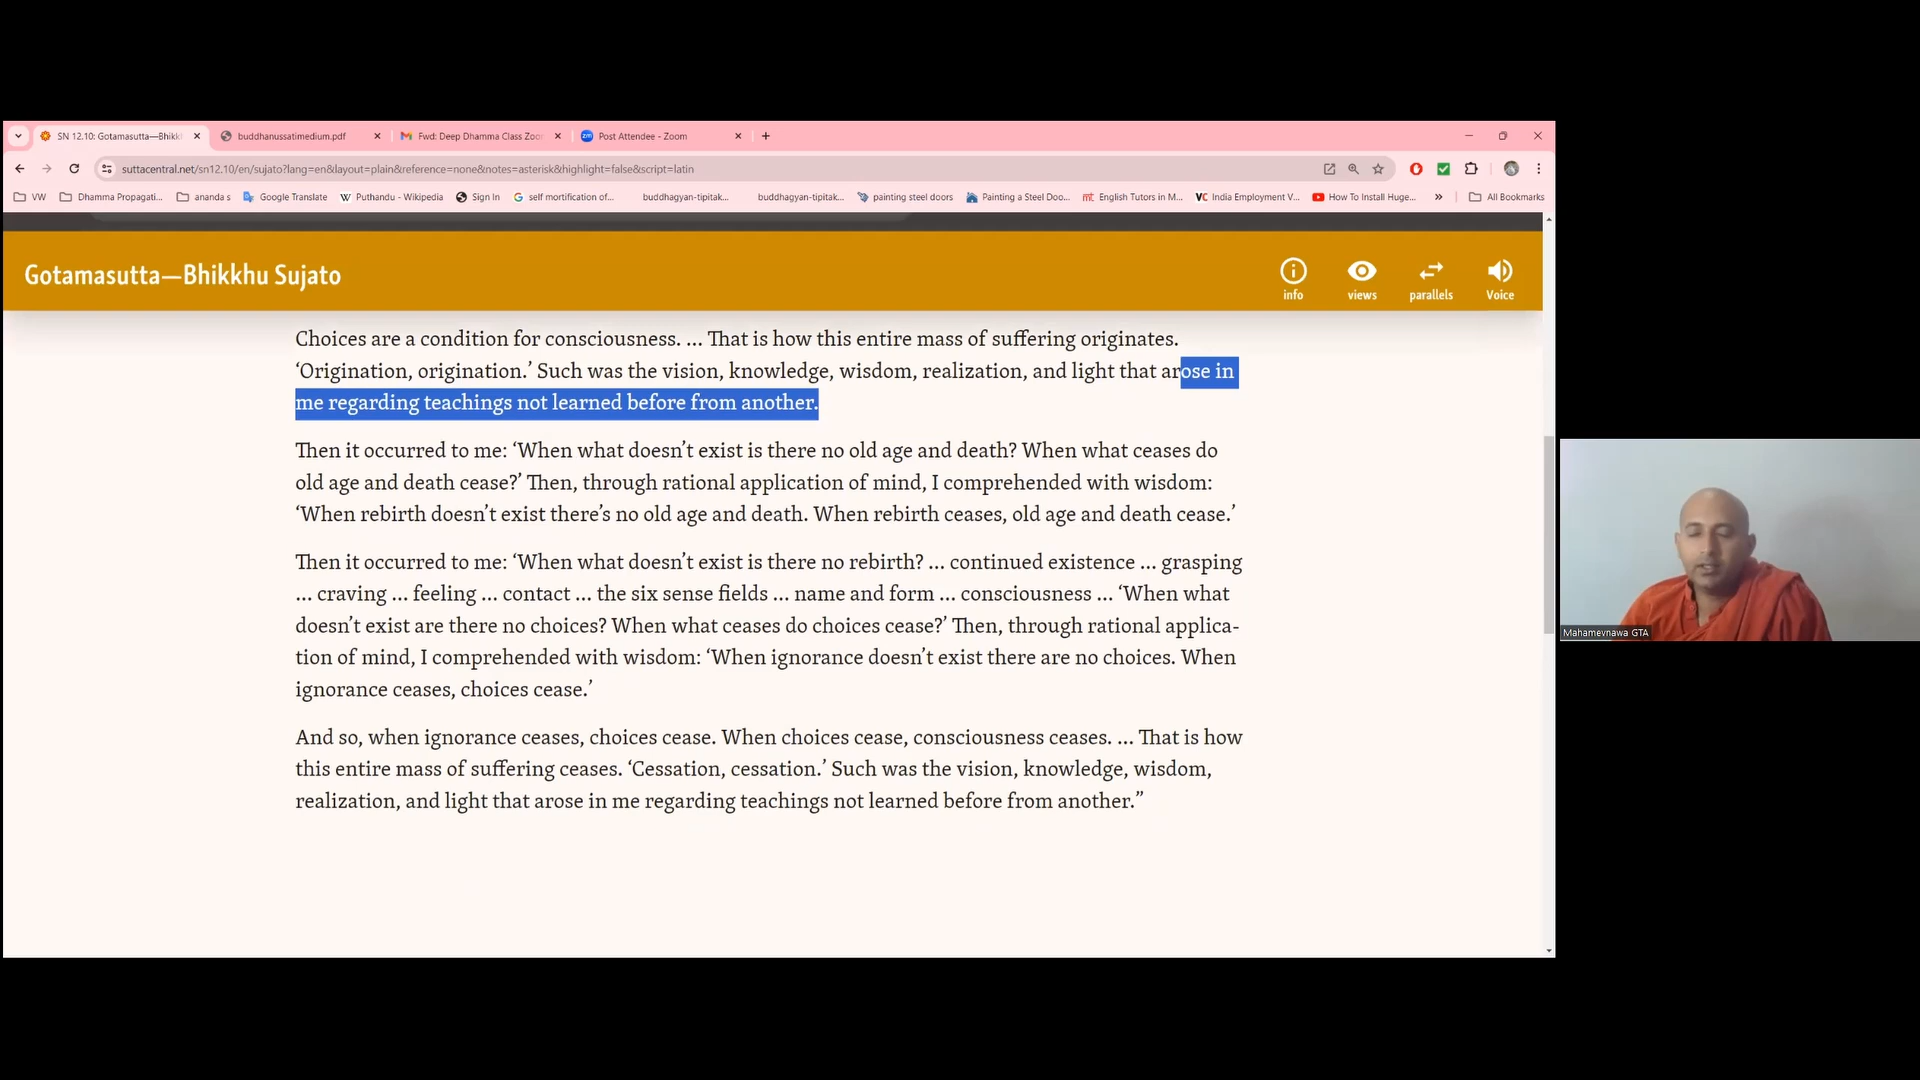 SN 12.10: Gotamasutta—Bhikkh
buddhanussatimedium.pdf
Fwd: Deep Dhamma Class Zoo
zm
Post Attendee - Zoom
suttacentral.net/sn12.10/en/sujato?lang=en&layout=plain&reference=none&notes=asterisk&highlight=false&script=latin
VW
Dhamma Propagati...
ananda s
Google Translate
Puthandu - Wikipedia
Sign In
self mortification of...
buddhagyan-tipitak...
buddhagyan-tipitak...
painting steel doors
Painting a Steel Doo...
English Tutors in M...
India Employment V...
How To Install Huge...
»
All Bookmarks
Gotamasutta—Bhikkhu Sujato
info
views
parallels
Voice
Choices are a condition for consciousness. … That is how this entire mass of suffering originates.
‘Origination, origination.’ Such was the vision, knowledge, wisdom, realization, and light that arose in
me regarding teachings not learned before from another.
Then it occurred to me: ‘When what doesn’t exist is there no old age and death? When what ceases do
old age and death cease?’ Then, through rational application of mind, I comprehended with wisdom:
‘When rebirth doesn’t exist there’s no old age and death. When rebirth ceases, old age and death cease.’
Then it occurred to me: ‘When what doesn’t exist is there no rebirth? … continued existence … grasping
… craving … feeling … contact … the six sense fields … name and form … consciousness … ‘When what
doesn’t exist are there no choices? When what ceases do choices cease?’ Then, through rational applica-
tion of mind, I comprehended with wisdom: ‘When ignorance doesn’t exist there are no choices. When
ignorance ceases, choices cease.’
And so, when ignorance ceases, choices cease. When choices cease, consciousness ceases. … That is how
this entire mass of suffering ceases. ‘Cessation, cessation.’ Such was the vision, knowledge, wisdom,
realization, and light that arose in me regarding teachings not learned before from another.”
Mahamevnawa GTA